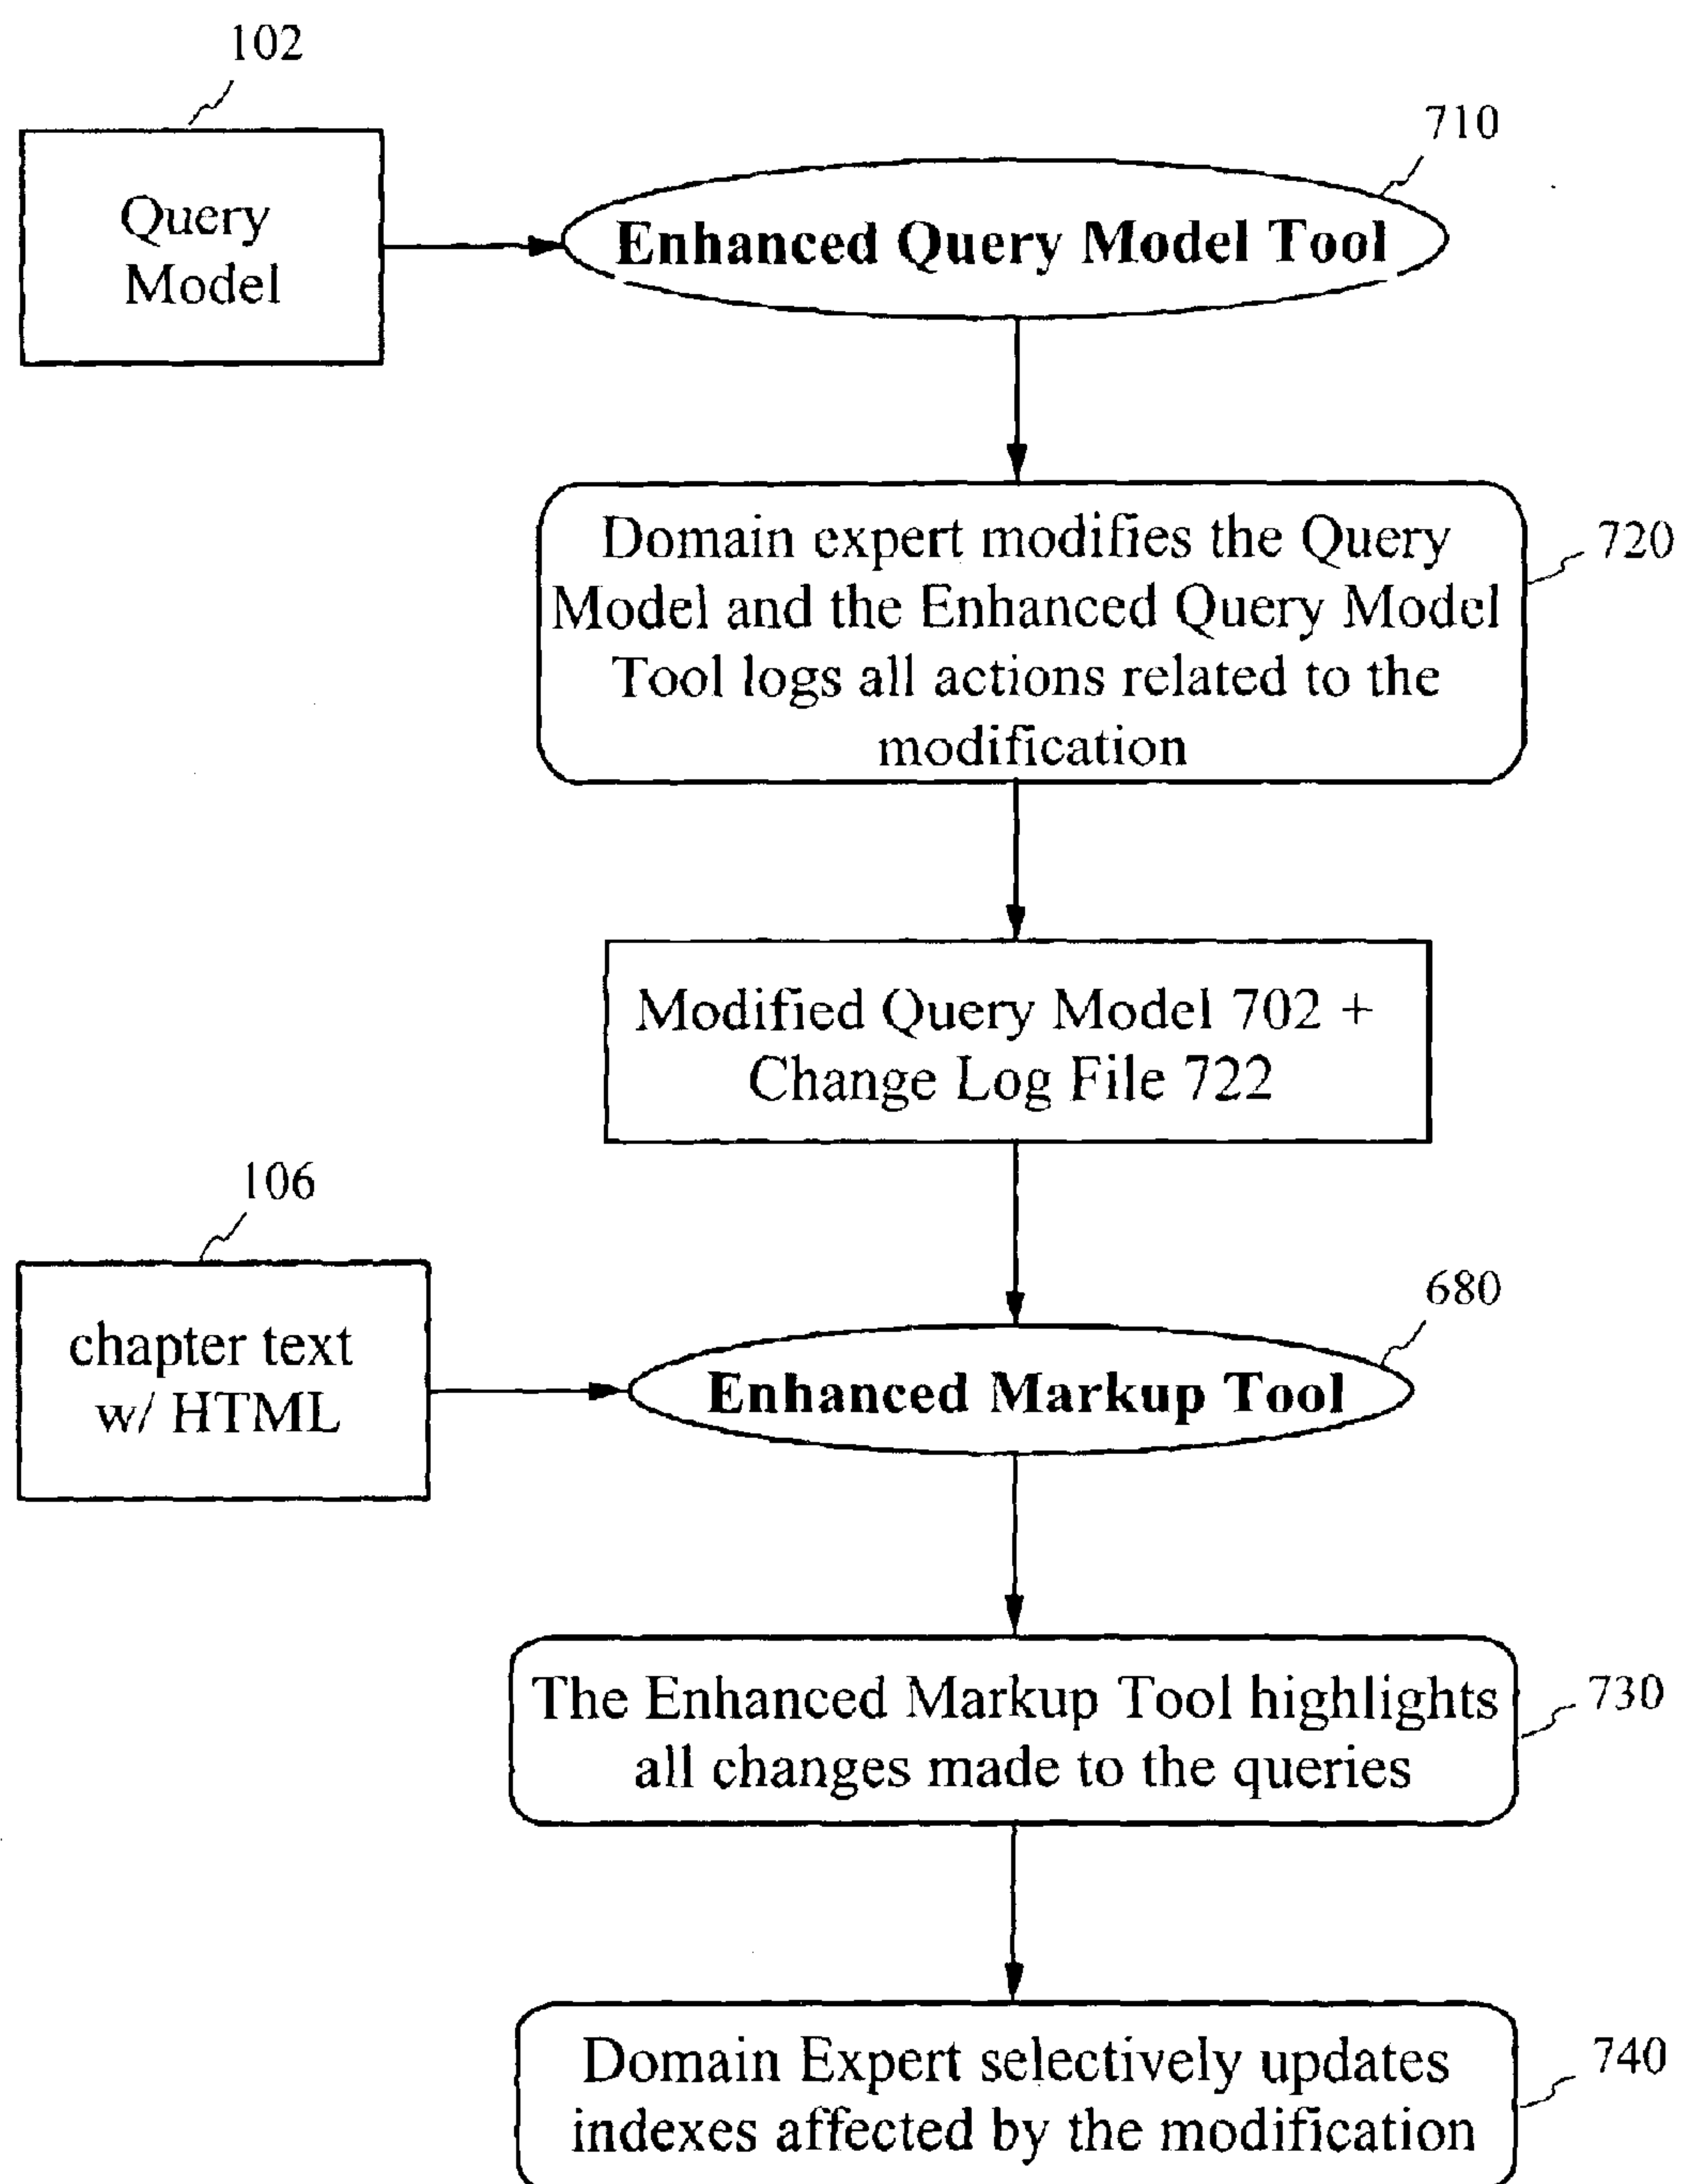 102
Query
Model
710
Enhanced Query Model Tool
Domain expert modifies the Query
Model and the Enhanced Query Model
Tool logs all actions related to the
modification
720
Modified Query Model 702 +
Change Log File 722
106
chapter text
w/ HTML
680
Enhanced Markup Tool
The Enhanced Markup Tool highlights
all changes made to the queries
730
Domain Expert selectively updates
indexes affected by the modification
740